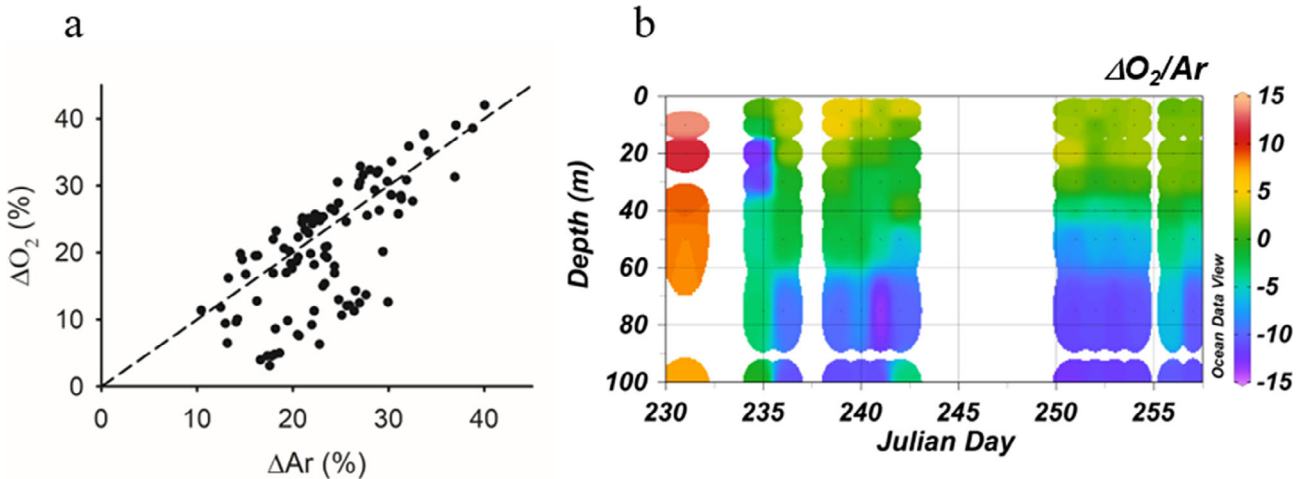 a
ΔO2 (%)
40
30
20
10
0
0 10 20 30 40
ΔAr (%)
b
ΔO2/Ar
Depth (m)
0
20
40
60
80
100
230 235 240 245 250 255
Julian Day
Ocean Data View
15
10
5
0
-5
-10
-15